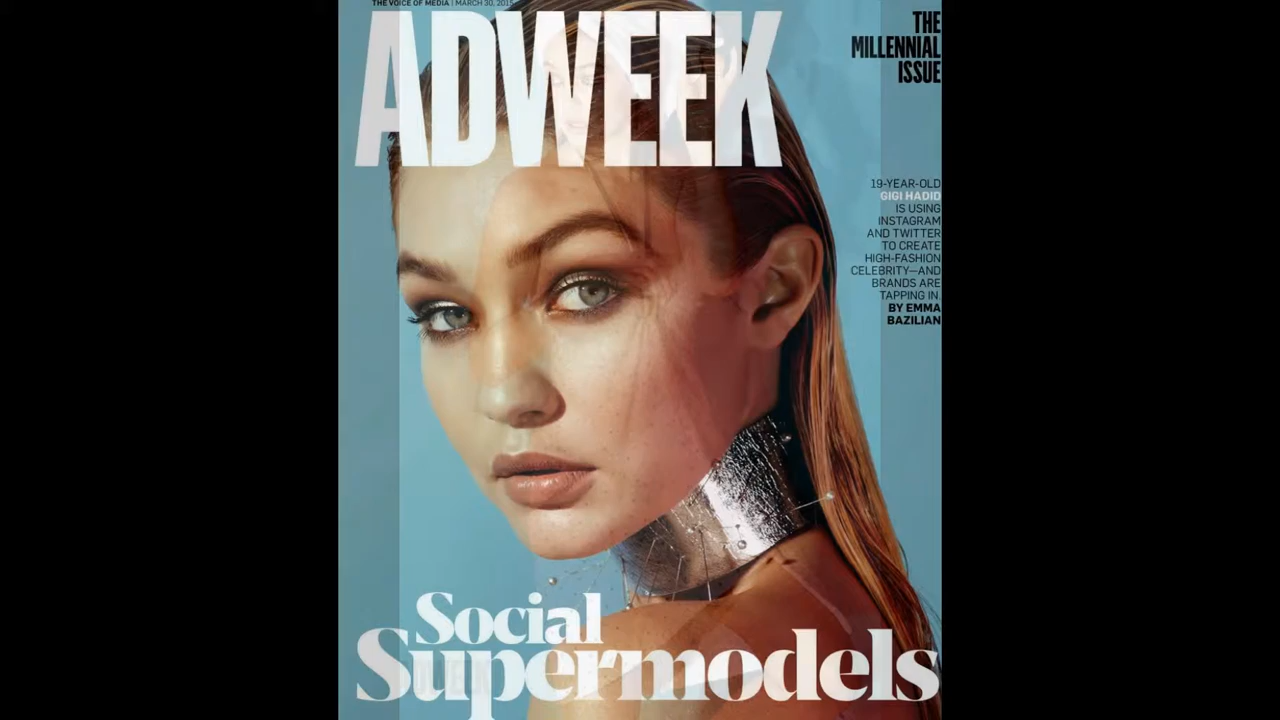 THE VOICE OF MEDIA | MARCH 30, 2015
ADWEEK
THE
MILLENNIAL
ISSUE
19-YEAR-OLD
GIGI HADID
IS USING
INSTAGRAM
AND TWITTER
TO CREATE
HIGH-FASHION
CELEBRITY—AND
BRANDS ARE
TAPPING IN.
BY EMMA
BAZILIAN
Social
Supermodels